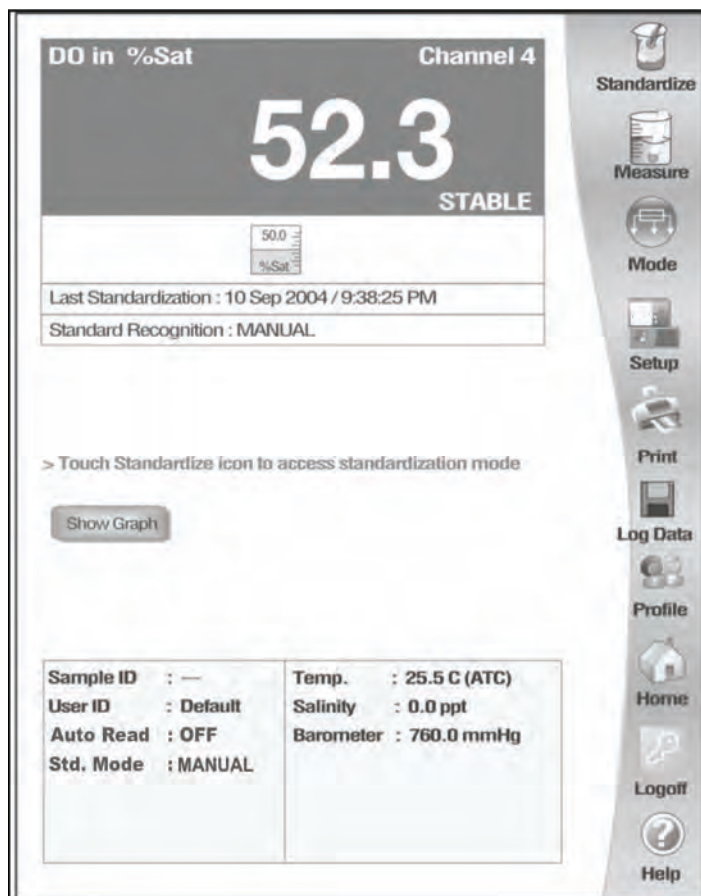 DO in %Sat Channel 4
52.3
STABLE
50.0
%Sat
Last Standardization : 10 Sep 2004 / 9:38:25 PM
Standard Recognition : MANUAL
> Touch Standardize icon to access standardization mode
Show Graph
Sample ID : —
User ID : Default
Auto Read : OFF
Std. Mode : MANUAL
Temp. : 25.5 C (ATC)
Salinity : 0.0 ppt
Barometer : 760.0 mmHg
Standardize
Measure
Mode
Setup
Print
Log Data
Profile
Home
Logoff
?
Help